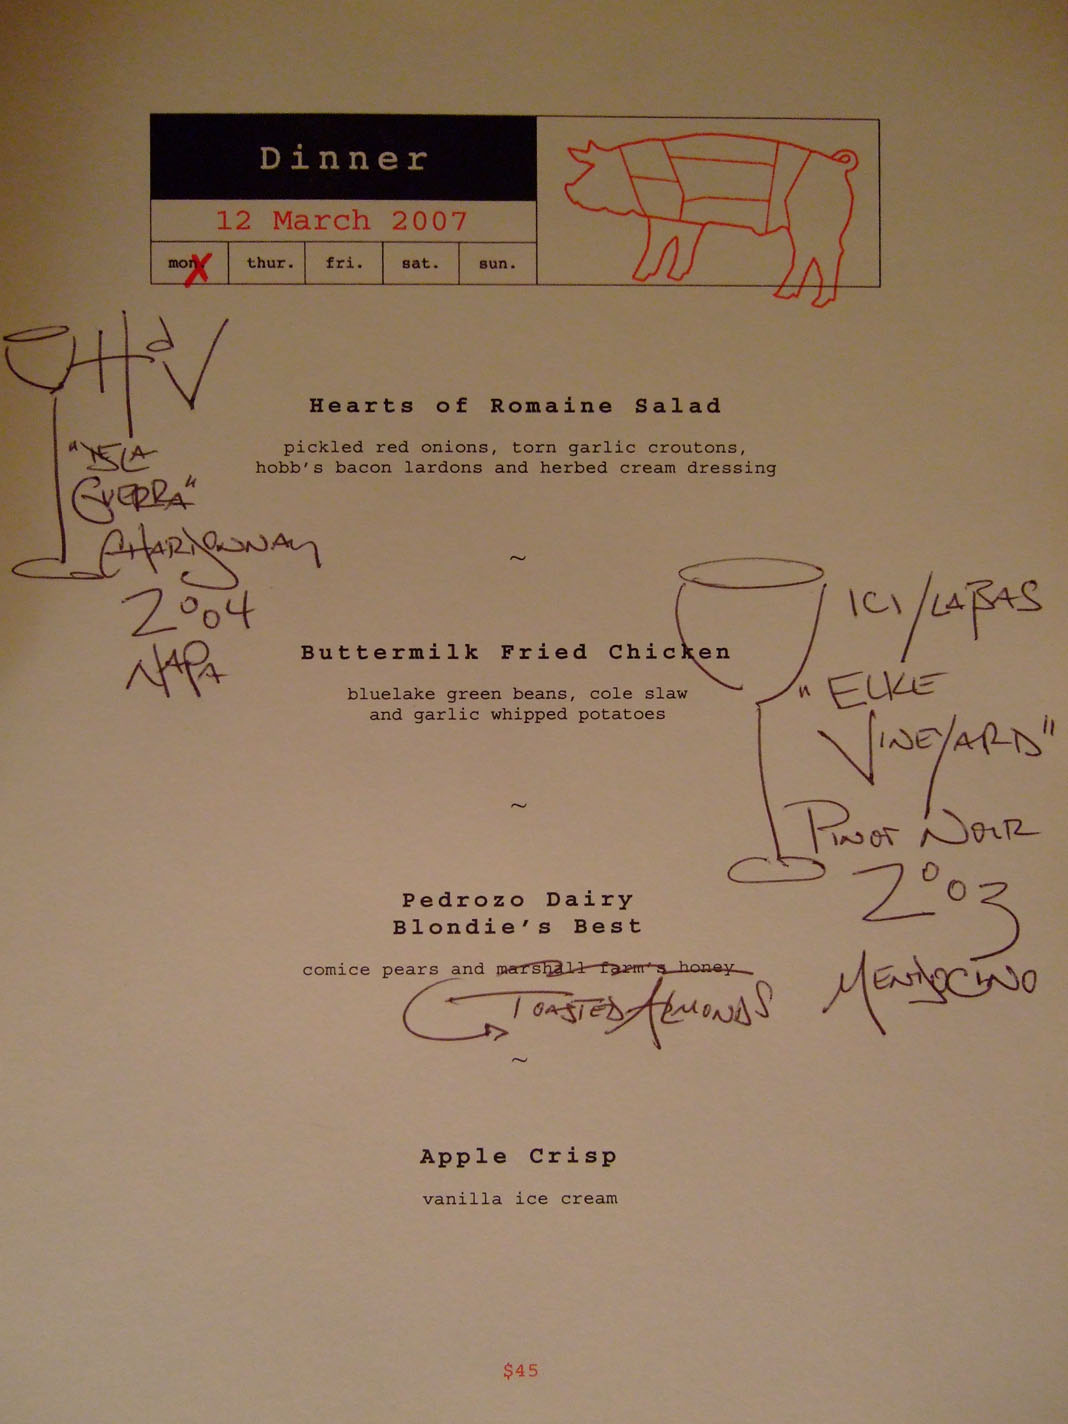 Dinner
12 March 2007
mon. X thur. fri. sat. sun.
HdV
"DE LA
GUERRA"
CHARDONNAY
2004
NAPA
Hearts of Romaine Salad
pickled red onions, torn garlic croutons,
hobb's bacon lardons and herbed cream dressing
~
Buttermilk Fried Chicken
bluelake green beans, cole slaw
and garlic whipped potatoes
~
ICI/LABAS
"ELKE
VINEYARD"
PINOT NOIR
2003
MENDOCINO
Pedrozo Dairy
Blondie's Best
comice pears and marshall farm's honey
TOASTED ALMONDS
~
Apple Crisp
vanilla ice cream
$45